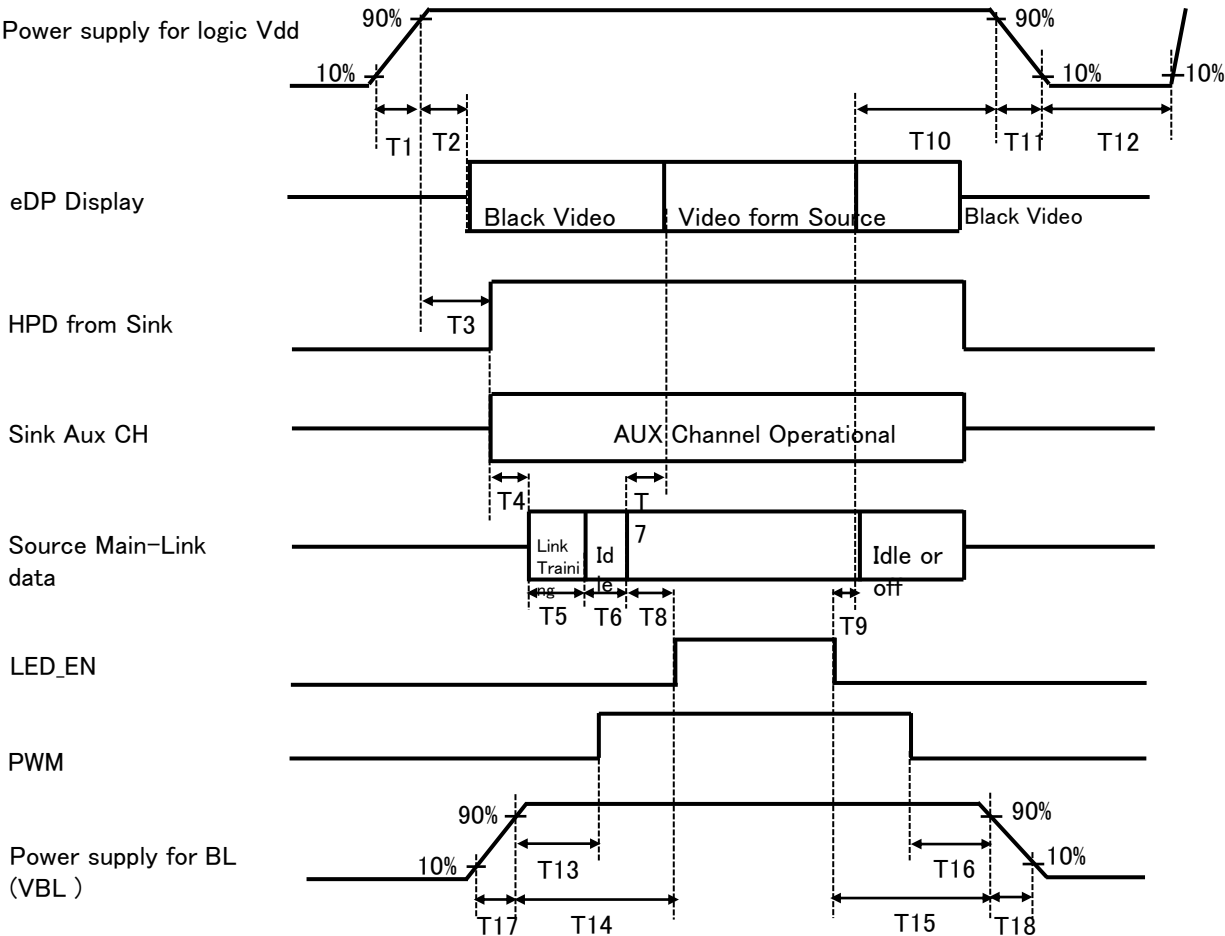 90%
90%
Power supply for logic Vdd
10%
10%
10%
T1
T2
T10
T11
T12
eDP Display
Black Video
Video form Source
Black Video
T3
HPD from Sink
Sink Aux CH
AUX Channel Operational
T4
T
7
Source Main-Link
data
Link
Traini
ng
Id
le
Idle or
off
T5
T6
T8
T9
LED_EN
PWM
90%
90%
Power supply for BL
(VBL )
10%
T13
T16
10%
T17
T14
T15
T18